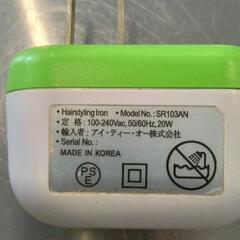 ・Hairstyling Iron ・Model No.: SR103AN
・定 格：100-240Vac, 50/60Hz, 20W
・輸入者：アイ・ティー・オー株式会社
・Serial No.:
MADE IN KOREA
PS
E